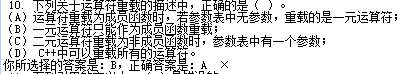 10. 下列关于运算符重载的描述中，正确的是（ ）。
(A) 运算符重载为成员函数时，若参数表中无参数，重载的是一元运算符；
(B) 一元运算符只能作为成员函数重载；
(C) 二元运算符重载为非成员函数时，参数表中有一个参数；
(D) C++中可以重载所有的运算符。
你所选择的答案是：B，正确答案是：A ×